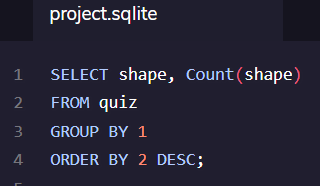 project.sqlite
1 SELECT shape, Count(shape)
2 FROM quiz
3 GROUP BY 1
4 ORDER BY 2 DESC;